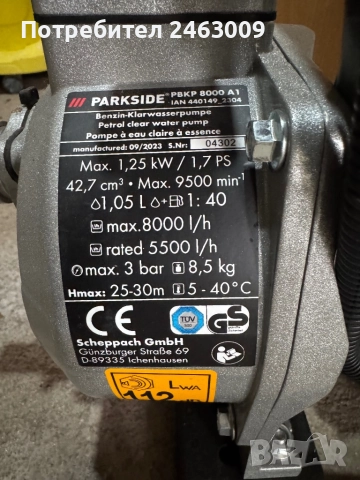 Потребител 2463009
PARKSIDE® PBKP 8000 A1
IAN 440149_2304
Benzin-Klarwasserpumpe
Petrol clear water pump
Pompe à eau claire à essence
manufactured: 09/2023 S.Nr: 04302
Max. 1,25 kW / 1,7 PS
42,7 cm³ • Max. 9500 min⁻¹
1,05 L 1: 40
max.8000 l/h
rated 5500 l/h
max. 3 bar 8,5 kg
Hmax: 25-30m 5 - 40°C
CE TÜV GS
Scheppach GmbH
Günzburger Straße 69
D-89335 Ichenhausen
LWA
112
bazar